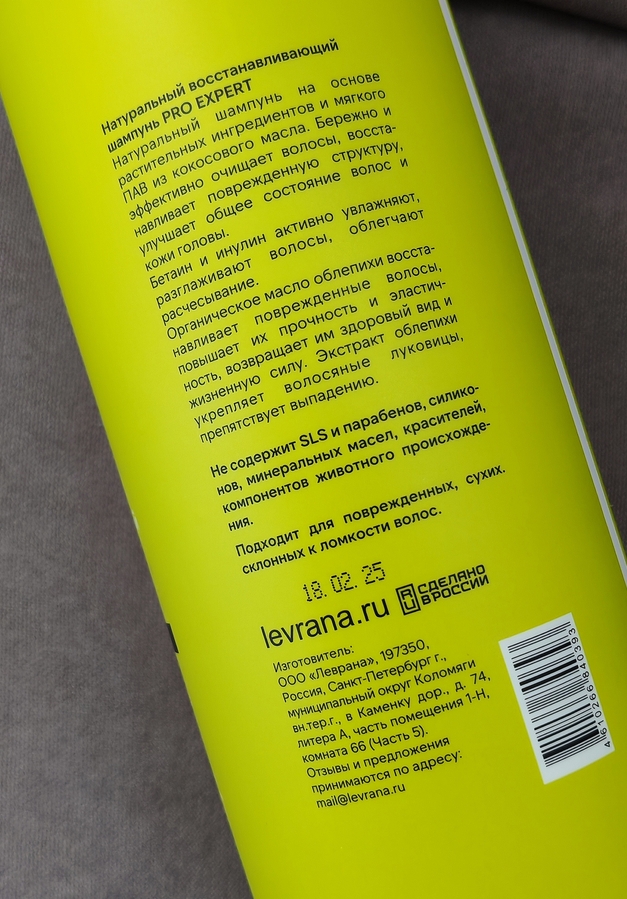 Натуральный восстанавливающий
шампунь PRO EXPERT
Натуральный шампунь на основе
растительных ингредиентов и мягкого
ПАВ из кокосового масла. Бережно и
эффективно очищает волосы, восста-
навливает поврежденную структуру,
улучшает общее состояние волос и
кожи головы.
Бетаин и инулин активно увлажняют,
разглаживают волосы, облегчают
расчесывание.
Органическое масло облепихи восста-
навливает поврежденные волосы,
повышает их прочность и эластич-
ность, возвращает им здоровый вид и
жизненную силу. Экстракт облепихи
укрепляет волосяные луковицы,
препятствует выпадению.
Не содержит SLS и парабенов, силико-
нов, минеральных масел, красителей,
компонентов животного происхожде-
ния.
Подходит для поврежденных, сухих.
склонных к ломкости волос.
18. 02. 25
levrana.ru
RU СДЕЛАНО
В РОССИИ
Изготовитель:
ООО «Леврана», 197350,
Россия, Санкт-Петербург г.,
муниципальный округ Коломяги
вн.тер.г., в Каменку дор., д. 74,
литера А, часть помещения 1-Н,
комната 66 (Часть 5).
Отзывы и предложения
принимаются по адресу:
mail@levrana.ru
4 610266 840393